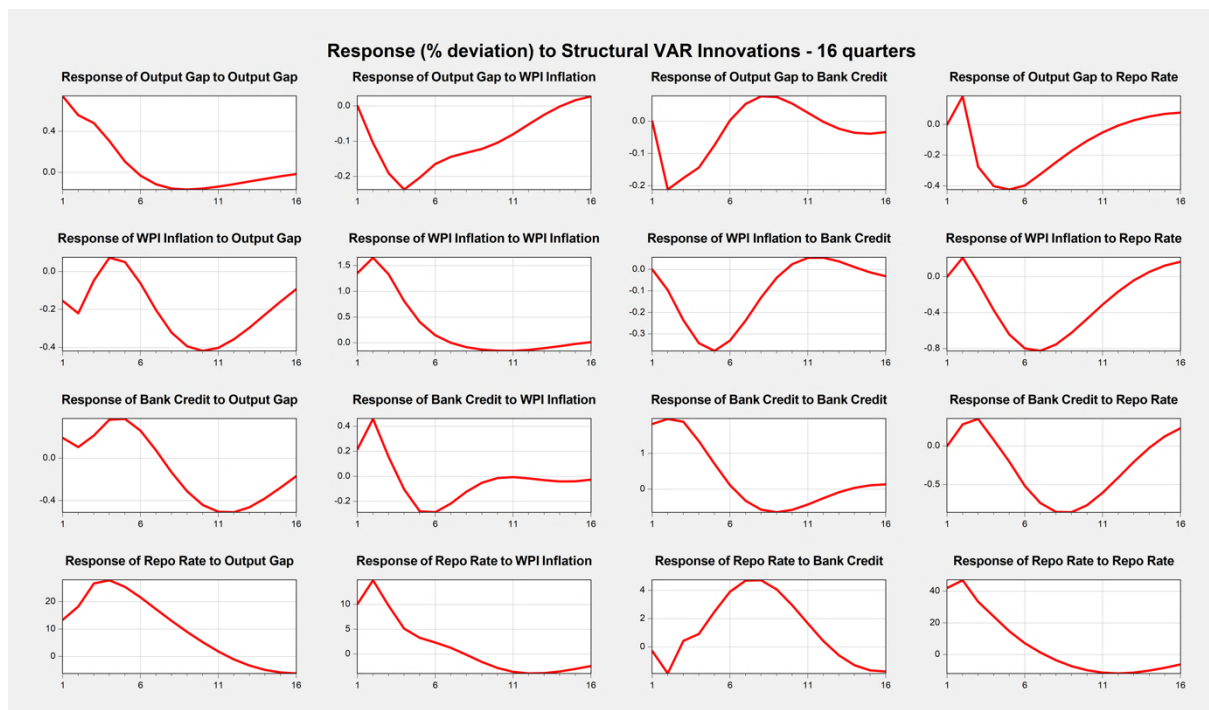 Response (% deviation) to Structural VAR Innovations - 16 quarters
Response of Output Gap to Output Gap
0.4
0.0
1 6 11 16
Response of Output Gap to WPI Inflation
0.0
-0.1
-0.2
1 6 11 16
Response of Output Gap to Bank Credit
0.0
-0.1
-0.2
1 6 11 16
Response of Output Gap to Repo Rate
0.0
-0.2
-0.4
1 6 11 16
Response of WPI Inflation to Output Gap
0.0
-0.2
-0.4
1 6 11 16
Response of WPI Inflation to WPI Inflation
1.5
1.0
0.5
0.0
1 6 11 16
Response of WPI Inflation to Bank Credit
0.0
-0.1
-0.2
-0.3
1 6 11 16
Response of WPI Inflation to Repo Rate
0.0
-0.4
-0.8
1 6 11 16
Response of Bank Credit to Output Gap
0.0
-0.4
1 6 11 16
Response of Bank Credit to WPI Inflation
0.4
0.2
0.0
-0.2
1 6 11 16
Response of Bank Credit to Bank Credit
1
0
1 6 11 16
Response of Bank Credit to Repo Rate
0.0
-0.5
1 6 11 16
Response of Repo Rate to Output Gap
20
10
0
1 6 11 16
Response of Repo Rate to WPI Inflation
10
5
0
1 6 11 16
Response of Repo Rate to Bank Credit
4
2
0
1 6 11 16
Response of Repo Rate to Repo Rate
40
20
0
1 6 11 16